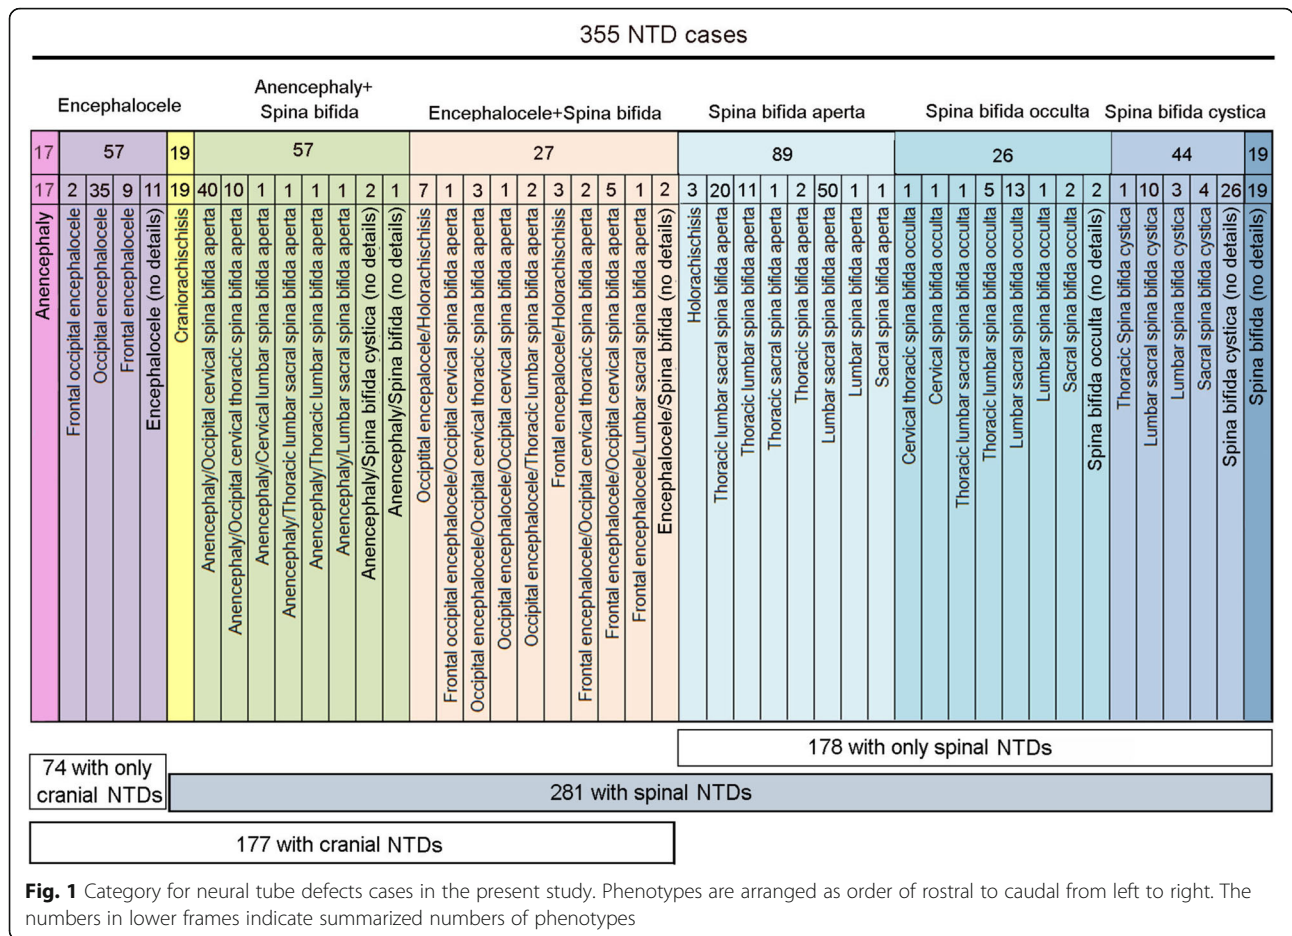 355 NTD cases
Encephalocele
Anencephaly+
Spina bifida
Encephalocele+Spina bifida
Spina bifida aperta
Spina bifida occulta
Spina bifida cystica
17 57 19 57 27 89 26 44 19
17 2 35 9 11 19 40 10 1 1 1 1 2 1 7 1 3 1 2 3 2 5 1 2 3 20 11 1 2 50 1 1 1 1 1 5 13 1 2 2 1 10 3 4 26 19
Anencephaly
Frontal occipital encephalocele
Occipital encephalocele
Frontal encephalocele
Encephalocele (no details)
Craniorachischisis
Anencephaly/Occipital cervical spina bifida aperta
Anencephaly/Occipital cervical thoracic spina bifida aperta
Anencephaly/Cervical lumbar spina bifida aperta
Anencephaly/Thoracic lumbar sacral spina bifida aperta
Anencephaly/Thoracic lumbar spina bifida aperta
Anencephaly/Lumbar sacral spina bifida aperta
Anencephaly/Spina bifida cystica (no details)
Anencephaly/Spina bifida (no details)
Occiptital encepalocele/Holorachischisis
Frontal occipital encephalocele/Occipital cervical spina bifida aperta
Occipital encephalocele/Occipital cervical thoracic spina bifida aperta
Occipital encephalocele/Occipital cervical spina bifida aperta
Occipital encephalocele/Thoracic lumbar spina bifida aperta
Frontal encepalocele/Holorachischisis
Frontal encephalocele/Occipital cervical thoracic spina bifida aperta
Frontal encephalocele/Occipital cervical spina bifida aperta
Frontal encephalocele/Lumbar sacral spina bifida aperta
Encephalocele/Spina bifida (no details)
Holorachischisis
Thoracic lumbar sacral spina bifida aperta
Thoracic lumbar spina bifida aperta
Thoracic sacral spina bifida aperta
Thoracic spina bifida aperta
Lumbar sacral spina bifida aperta
Lumbar spina bifida aperta
Sacral spina bifida aperta
Cervical thoracic spina bifida occulta
Cervical spina bifida occulta
Thoracic lumbar sacral spina bifida occulta
Thoracic lumbar spina bifida occulta
Lumbar sacral spina bifida occulta
Lumbar spina bifida occulta
Sacral spina bifida occulta
Spina bifida occulta (no details)
Thoracic Spina bifida cystica
Lumbar sacral spina bifida cystica
Lumbar spina bifida cystica
Sacral spina bifida cystica
Spina bifida cystica (no details)
Spina bifida (no details)
178 with only spinal NTDs
74 with only
cranial NTDs
281 with spinal NTDs
177 with cranial NTDs
Fig. 1 Category for neural tube defects cases in the present study. Phenotypes are arranged as order of rostral to caudal from left to right. The
numbers in lower frames indicate summarized numbers of phenotypes